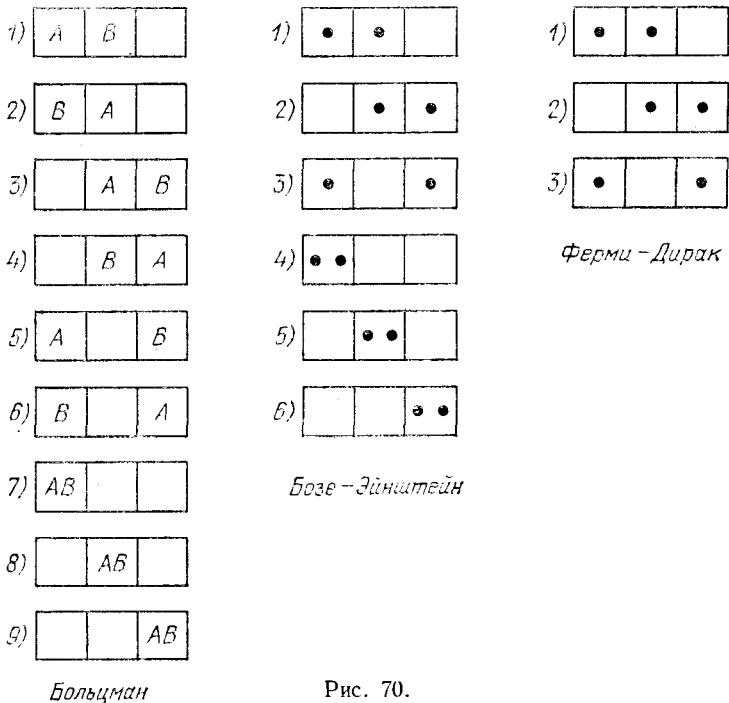 1) A B
2) B A
3) A B
4) B A
5) A B
6) B A
7) AB
8) AB
9) AB
Больцман
1)
2)
3)
4)
5)
6)
Бозе – Эйнштейн
1)
2)
3)
Ферми – Дирак
Рис. 70.